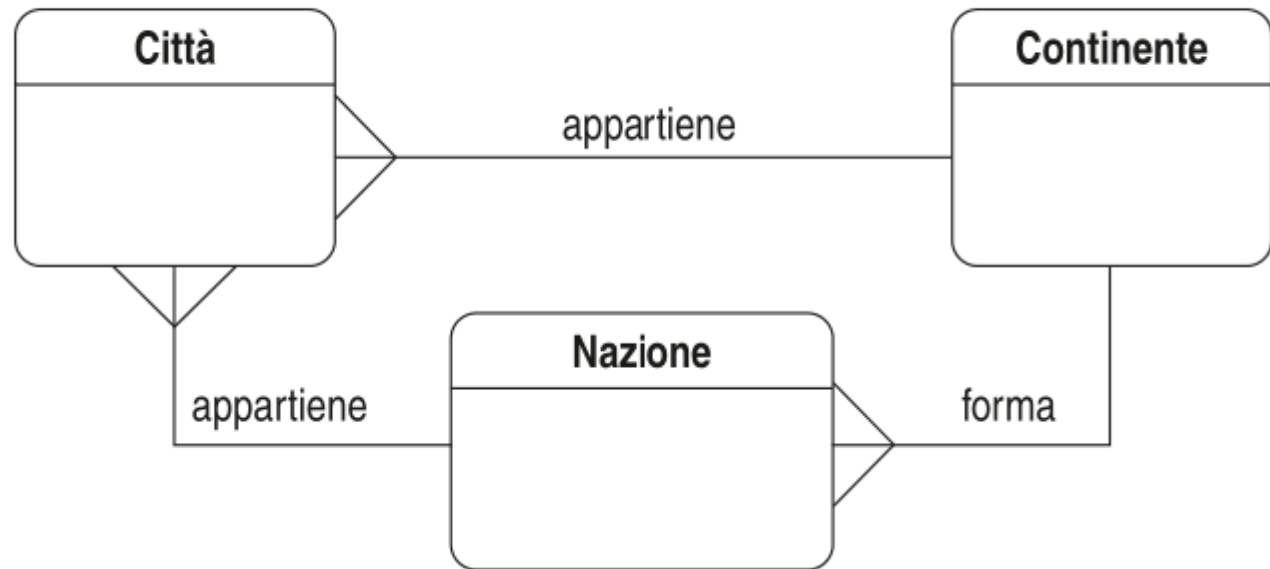 Città
Continente
appartiene
Nazione
appartiene
forma